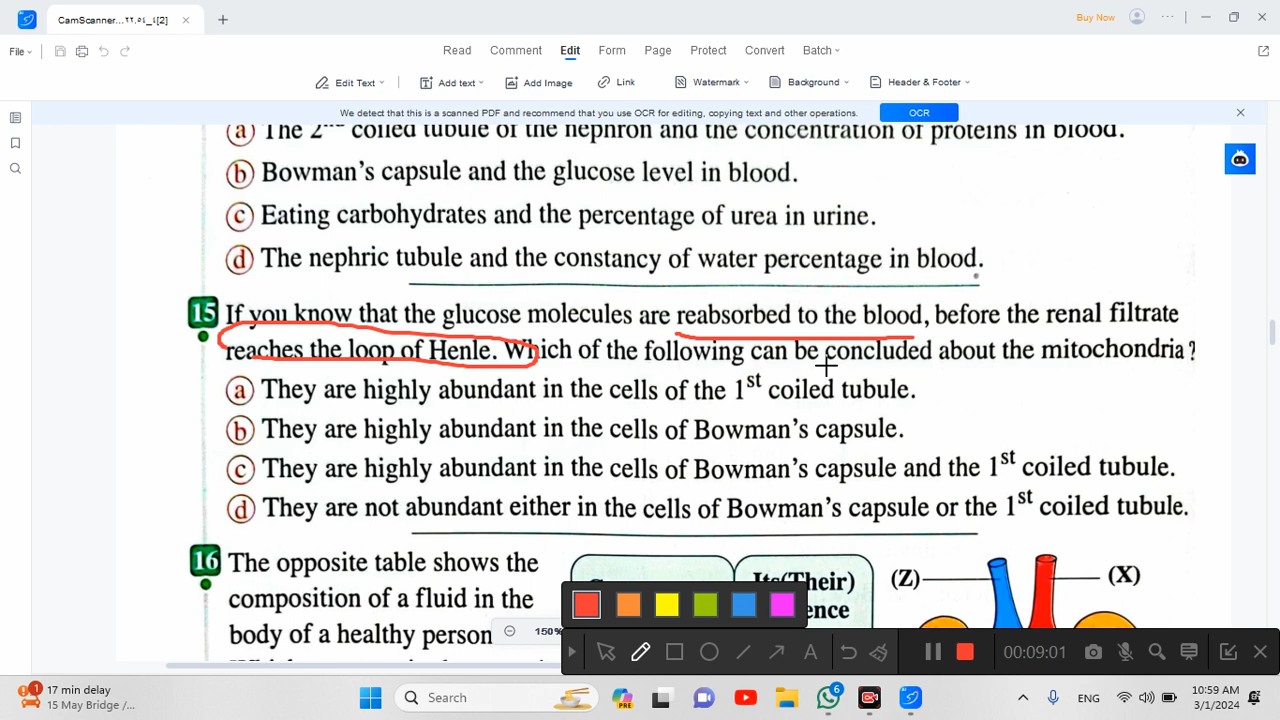 CamScanner...٢٢,٥٤_٤[2]
Buy Now
File
Read Comment Edit Form Page Protect Convert Batch
Edit Text Add text Add Image Link Watermark Background Header & Footer
We detect that this is a scanned PDF and recommend that you use OCR for editing, copying text and other operations.
OCR
(a) The 2nd coiled tubule of the nephron and the concentration of proteins in blood.
(b) Bowman's capsule and the glucose level in blood.
(c) Eating carbohydrates and the percentage of urea in urine.
(d) The nephric tubule and the constancy of water percentage in blood.
15 If you know that the glucose molecules are reabsorbed to the blood, before the renal filtrate
reaches the loop of Henle. Which of the following can be concluded about the mitochondria ?
(a) They are highly abundant in the cells of the 1st coiled tubule.
(b) They are highly abundant in the cells of Bowman's capsule.
(c) They are highly abundant in the cells of Bowman's capsule and the 1st coiled tubule.
(d) They are not abundant either in the cells of Bowman's capsule or the 1st coiled tubule.
16 The opposite table shows the
composition of a fluid in the
body of a healthy person
Its(Their)
(Z)
(X)
150%
A
00:09:01
1
17 min delay
15 May Bridge /...
Search
PRE
6
ENG
10:59 AM
3/1/2024